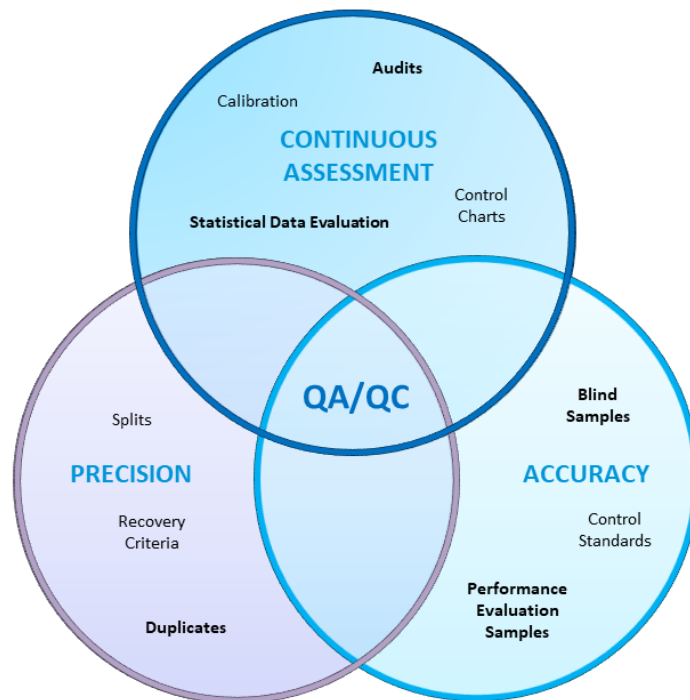 Audits
Calibration
CONTINUOUS
ASSESSMENT
Control
Charts
Statistical Data Evaluation
QA/QC
Blind
Samples
Splits
PRECISION
ACCURACY
Recovery
Criteria
Control
Standards
Performance
Evaluation
Samples
Duplicates